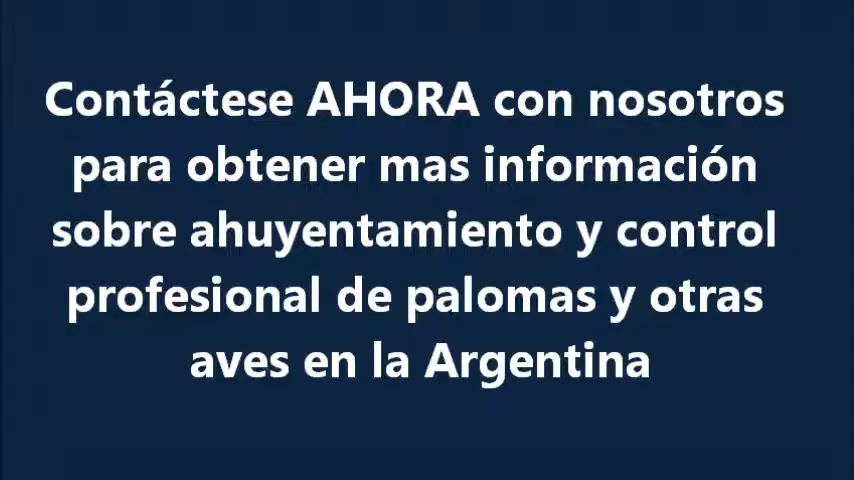 Contáctese AHORA con nosotros
para obtener mas información
sobre ahuyentamiento y control
profesional de palomas y otras
aves en la Argentina